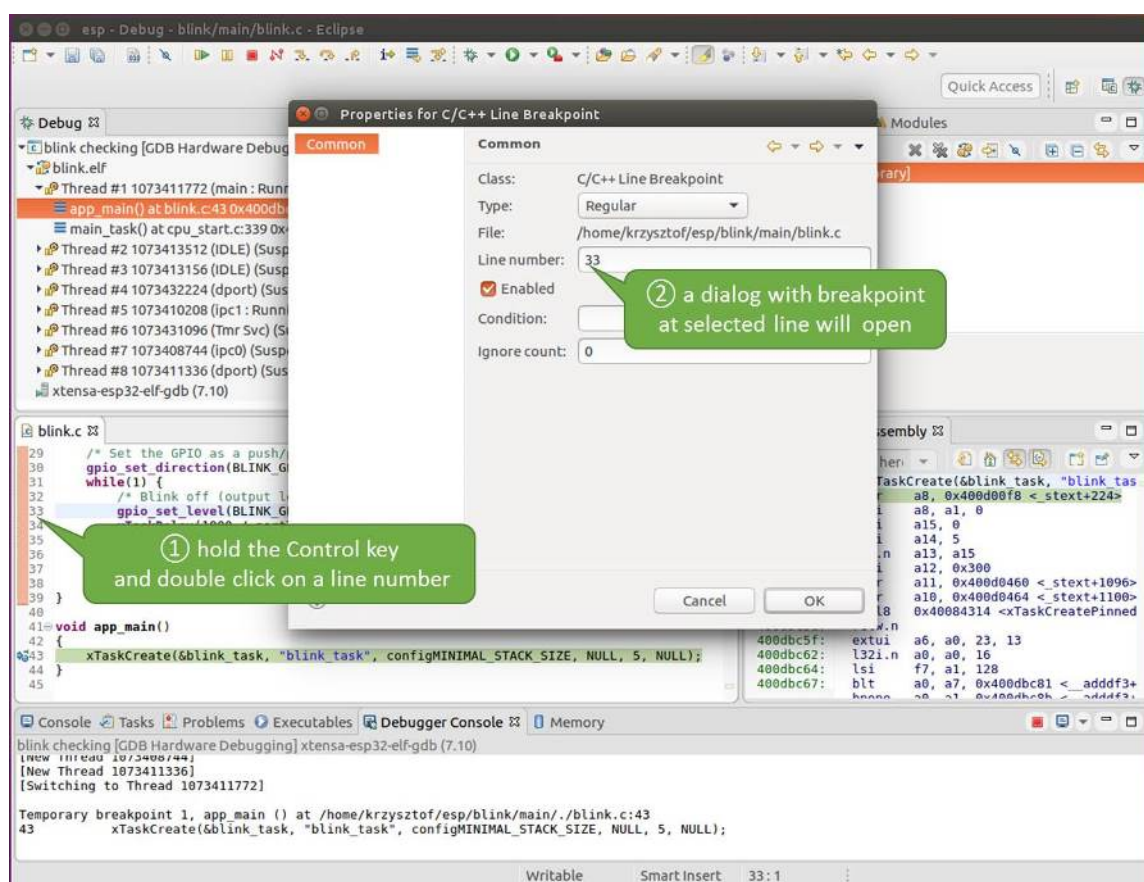 esp - Debug - blink/main/blink.c - Eclipse
Quick Access
Debug
Modules
blink checking [GDB Hardware Debug
blink.elf
Thread #1 1073411772 (main : Runn
app_main() at blink.c:43 0x400db
main_task() at cpu_start.c:339 0x4
Thread #2 1073413512 (IDLE) (Susp
Thread #3 1073413156 (IDLE) (Susp
Thread #4 1073432224 (dport) (Sus
Thread #5 1073410208 (ipc1 : Runni
Thread #6 1073431096 (Tmr Svc) (S
Thread #7 1073408744 (ipc0) (Susp
Thread #8 1073411336 (dport) (Sus
xtensa-esp32-elf-gdb (7.10)
rary]
Properties for C/C++ Line Breakpoint
Common
Common
Class: C/C++ Line Breakpoint
Type: Regular
File: /home/krzysztof/esp/blink/main/blink.c
Line number: 33
Enabled
Condition:
Ignore count: 0
② a dialog with breakpoint
at selected line will open
Cancel OK
blink.c
29 /* Set the GPIO as a push/
30 gpio_set_direction(BLINK_G
31 while(1) {
32 /* Blink off (output l
33 gpio_set_level(BLINK_G
34
35
36
37
38
39 }
40
41 void app_main()
42 {
43 xTaskCreate(&blink_task, "blink_task", configMINIMAL_STACK_SIZE, NULL, 5, NULL);
44 }
45
① hold the Control key
and double click on a line number
ssembly
her
TaskCreate(&blink_task, "blink_tas
r a8, 0x400d00f8 <_stext+224>
i a8, a1, 0
i a15, 0
i a14, 5
.n a13, a15
i a12, 0x300
r a11, 0x400d0460 <_stext+1096>
r a10, 0x400d0464 <_stext+1100>
l8 0x40084314 <xTaskCreatePinned
400dbc5f: extui a6, a0, 23, 13
400dbc62: l32i.n a0, a0, 16
400dbc64: lsi f7, a1, 128
400dbc67: blt a0, a7, 0x400dbc81 <__adddf3+
Console Tasks Problems Executables Debugger Console Memory
blink checking [GDB Hardware Debugging] xtensa-esp32-elf-gdb (7.10)
[New Thread 1073408744]
[New Thread 1073411336]
[Switching to Thread 1073411772]
Temporary breakpoint 1, app_main () at /home/krzysztof/esp/blink/main/./blink.c:43
43 xTaskCreate(&blink_task, "blink_task", configMINIMAL_STACK_SIZE, NULL, 5, NULL);
Writable Smart Insert 33 : 1